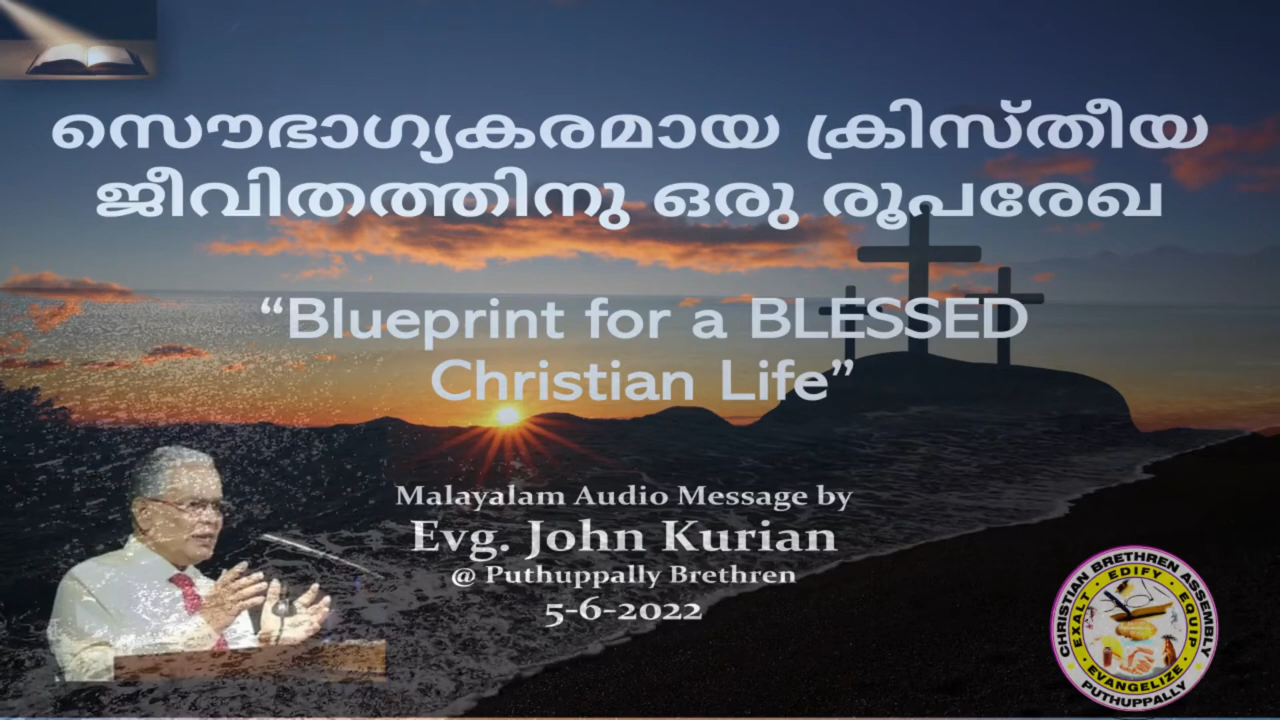 സൌഭാഗ്യകരമായ ക്രിസ്തീയ
ജീവിതത്തിനു ഒരു രൂപരേഖ
“Blueprint for a BLESSED
Christian Life”
Malayalam Audio Message by
Evg. John Kurian
@ Puthuppally Brethren
5-6-2022
CHRISTIAN BRETHREN ASSEMBLY
PUTHUPPALLY
EXALT • EDIFY • EQUIP • EVANGELIZE